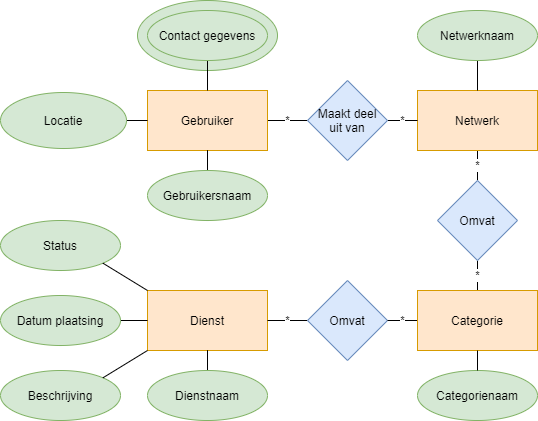 Contact gegevens
Netwerknaam
Locatie
Gebruiker
*
Maakt deel
uit van
*
Netwerk
*
Gebruikersnaam
Omvat
Status
*
Datum plaatsing
Dienst
*
Omvat
*
Categorie
Beschrijving
Dienstnaam
Categorienaam